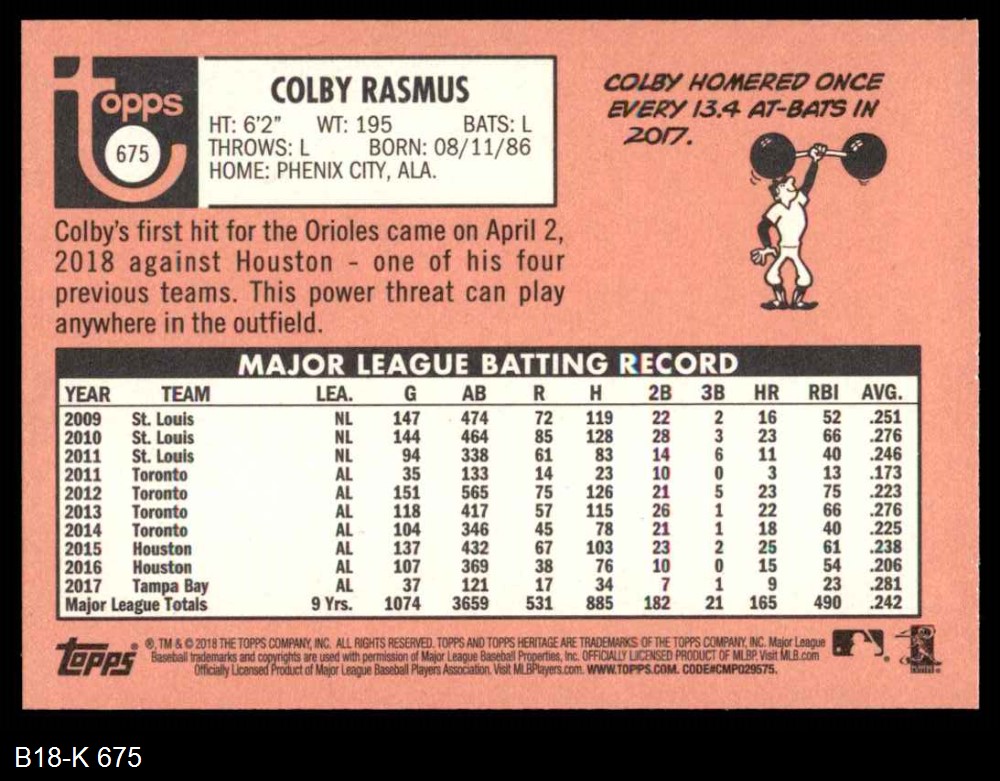 Topps
675
COLBY RASMUS
HT: 6'2" WT: 195 BATS: L
THROWS: L BORN: 08/11/86
HOME: PHENIX CITY, ALA.
COLBY HOMERED ONCE
EVERY 13.4 AT-BATS IN
2017.
Colby's first hit for the Orioles came on April 2,
2018 against Houston - one of his four
previous teams. This power threat can play
anywhere in the outfield.
MAJOR LEAGUE BATTING RECORD
YEAR TEAM LEA. G AB R H 2B 3B HR RBI AVG.
2009 St. Louis NL 147 474 72 119 22 2 16 52 .251
2010 St. Louis NL 144 464 85 128 28 3 23 66 .276
2011 St. Louis NL 94 338 61 83 14 6 11 40 .246
2011 Toronto AL 35 133 14 23 10 0 3 13 .173
2012 Toronto AL 151 565 75 126 21 5 23 75 .223
2013 Toronto AL 118 417 57 115 26 1 22 66 .276
2014 Toronto AL 104 346 45 78 21 1 18 40 .225
2015 Houston AL 137 432 67 103 23 2 25 61 .238
2016 Houston AL 107 369 38 76 10 0 15 54 .206
2017 Tampa Bay AL 37 121 17 34 7 1 9 23 .281
Major League Totals 9 Yrs. 1074 3659 531 885 182 21 165 490 .242
Topps ®, TM & © 2018 THE TOPPS COMPANY, INC. ALL RIGHTS RESERVED. TOPPS AND TOPPS HERITAGE ARE TRADEMARKS OF THE TOPPS COMPANY, INC. Major League
Baseball trademarks and copyrights are used with permission of Major League Baseball Properties, Inc. OFFICIALLY LICENSED PRODUCT OF MLBP. Visit MLB.com
Officially Licensed Product of Major League Baseball Players Association. Visit MLBPlayers.com. WWW.TOPPS.COM. CODE#CMP029575.
B18-K 675